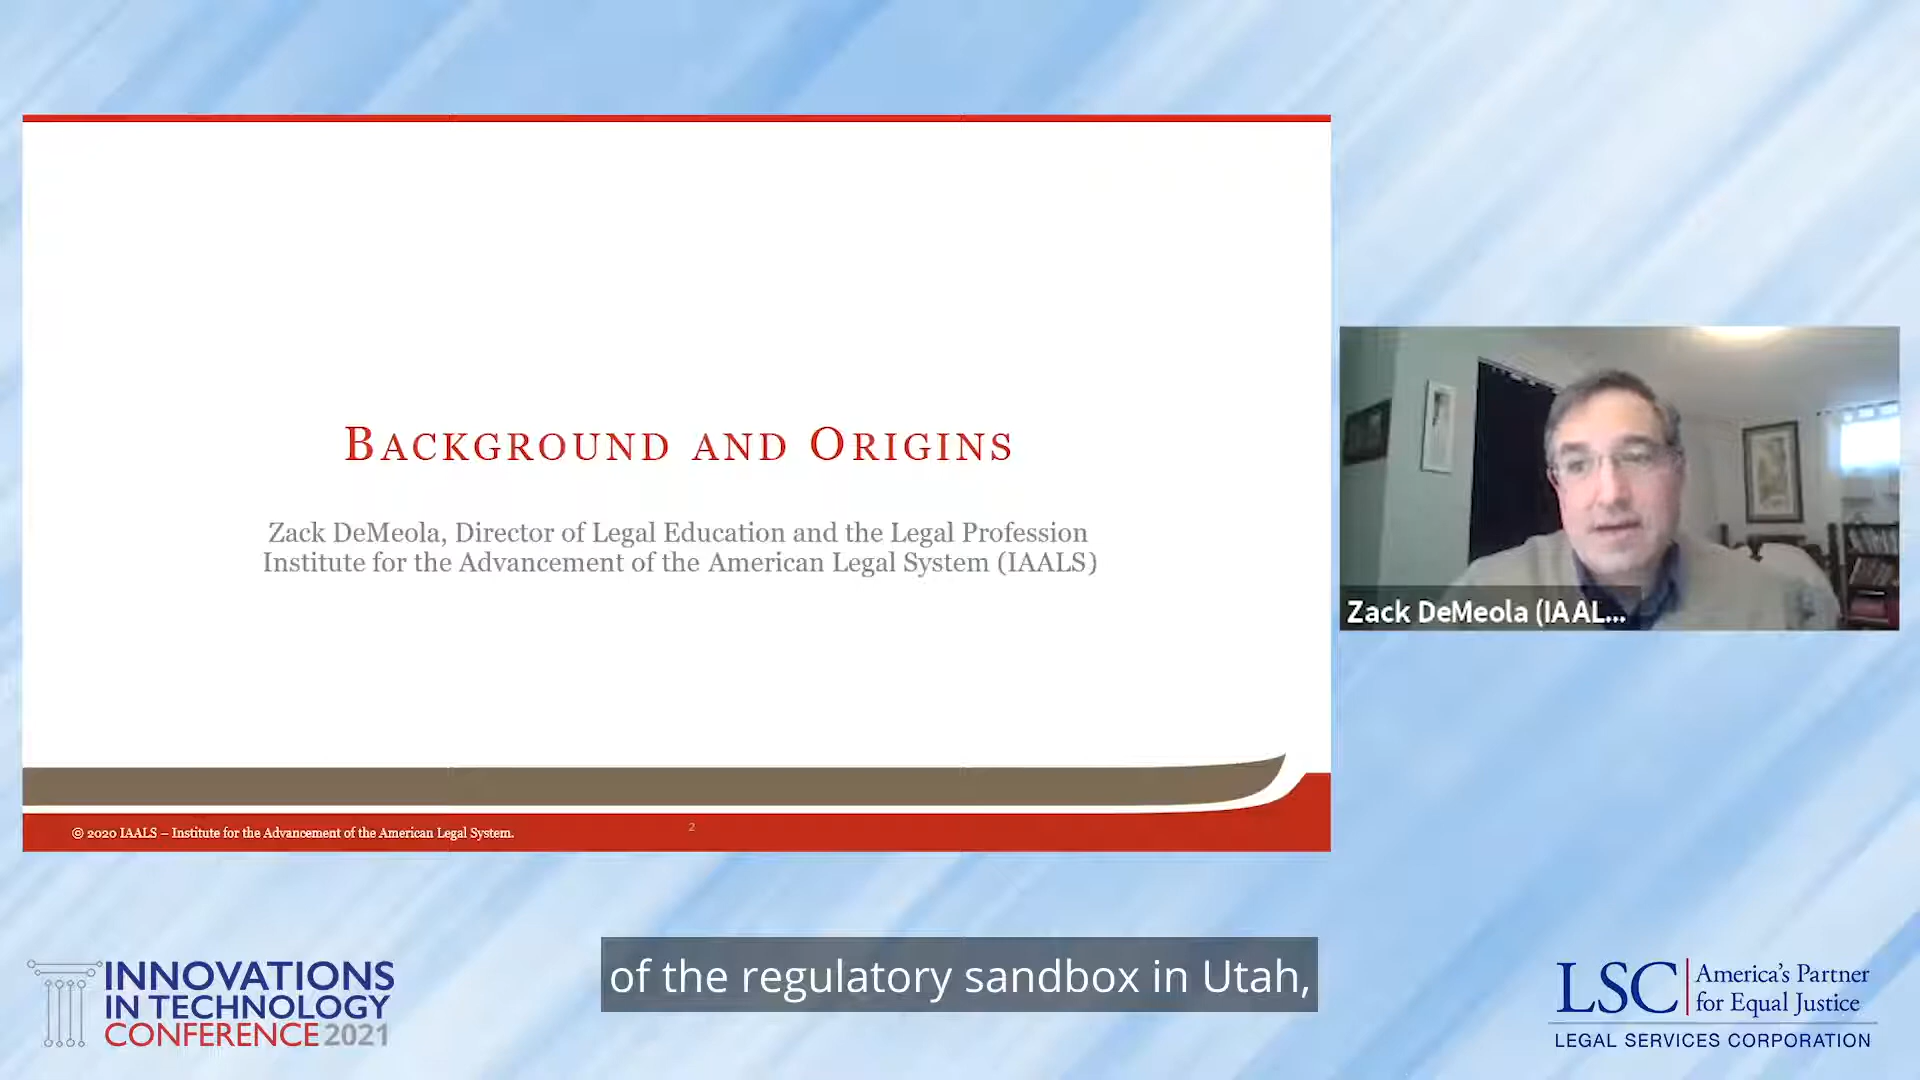 BACKGROUND AND ORIGINS
Zack DeMeola, Director of Legal Education and the Legal Profession
Institute for the Advancement of the American Legal System (IAALS)
© 2020 IAALS – Institute for the Advancement of the American Legal System.
2
Zack DeMeola (IAAL...
of the regulatory sandbox in Utah,
INNOVATIONS
IN TECHNOLOGY
CONFERENCE 2021
LSC
America's Partner
for Equal Justice
LEGAL SERVICES CORPORATION